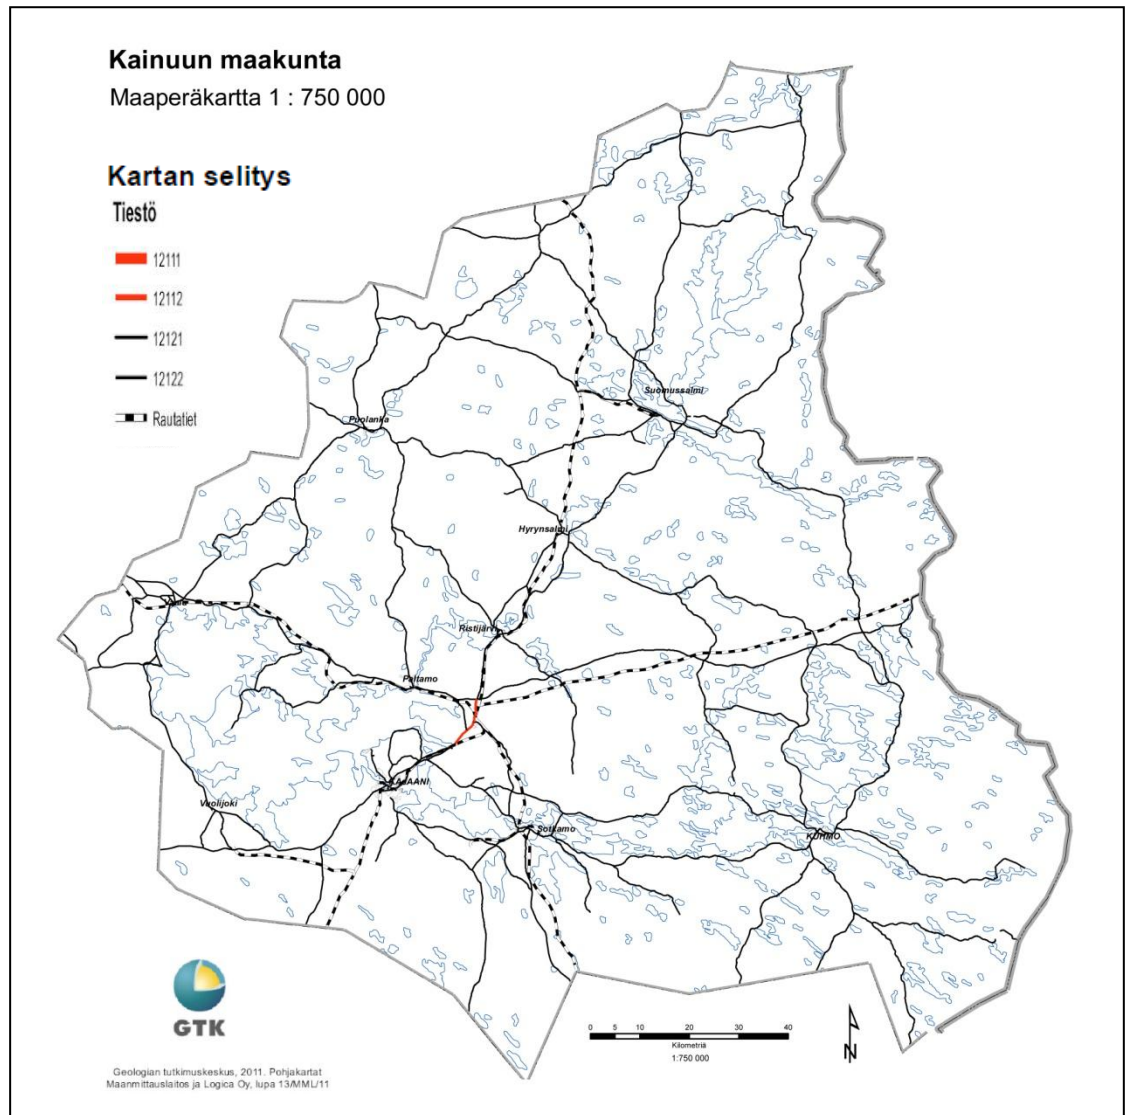 Kainuun maakunta
Maaperäkartta 1 : 750 000
Kartan selitys
Tiestö
12111
12112
12121
12122
Rautatiet
Suomussalmi
Puolanka
Hyrynsalmi
Vaala
Ristijärvi
Paltamo
KAJAANI
Vuolijoki
Sotkamo
KUHMO
GTK
Geologian tutkimuskeskus, 2011. Pohjakartat
Maanmittauslaitos ja Logica Oy, lupa 13/MML/11
0 5 10 20 30 40
Kilometriä
1:750 000
N